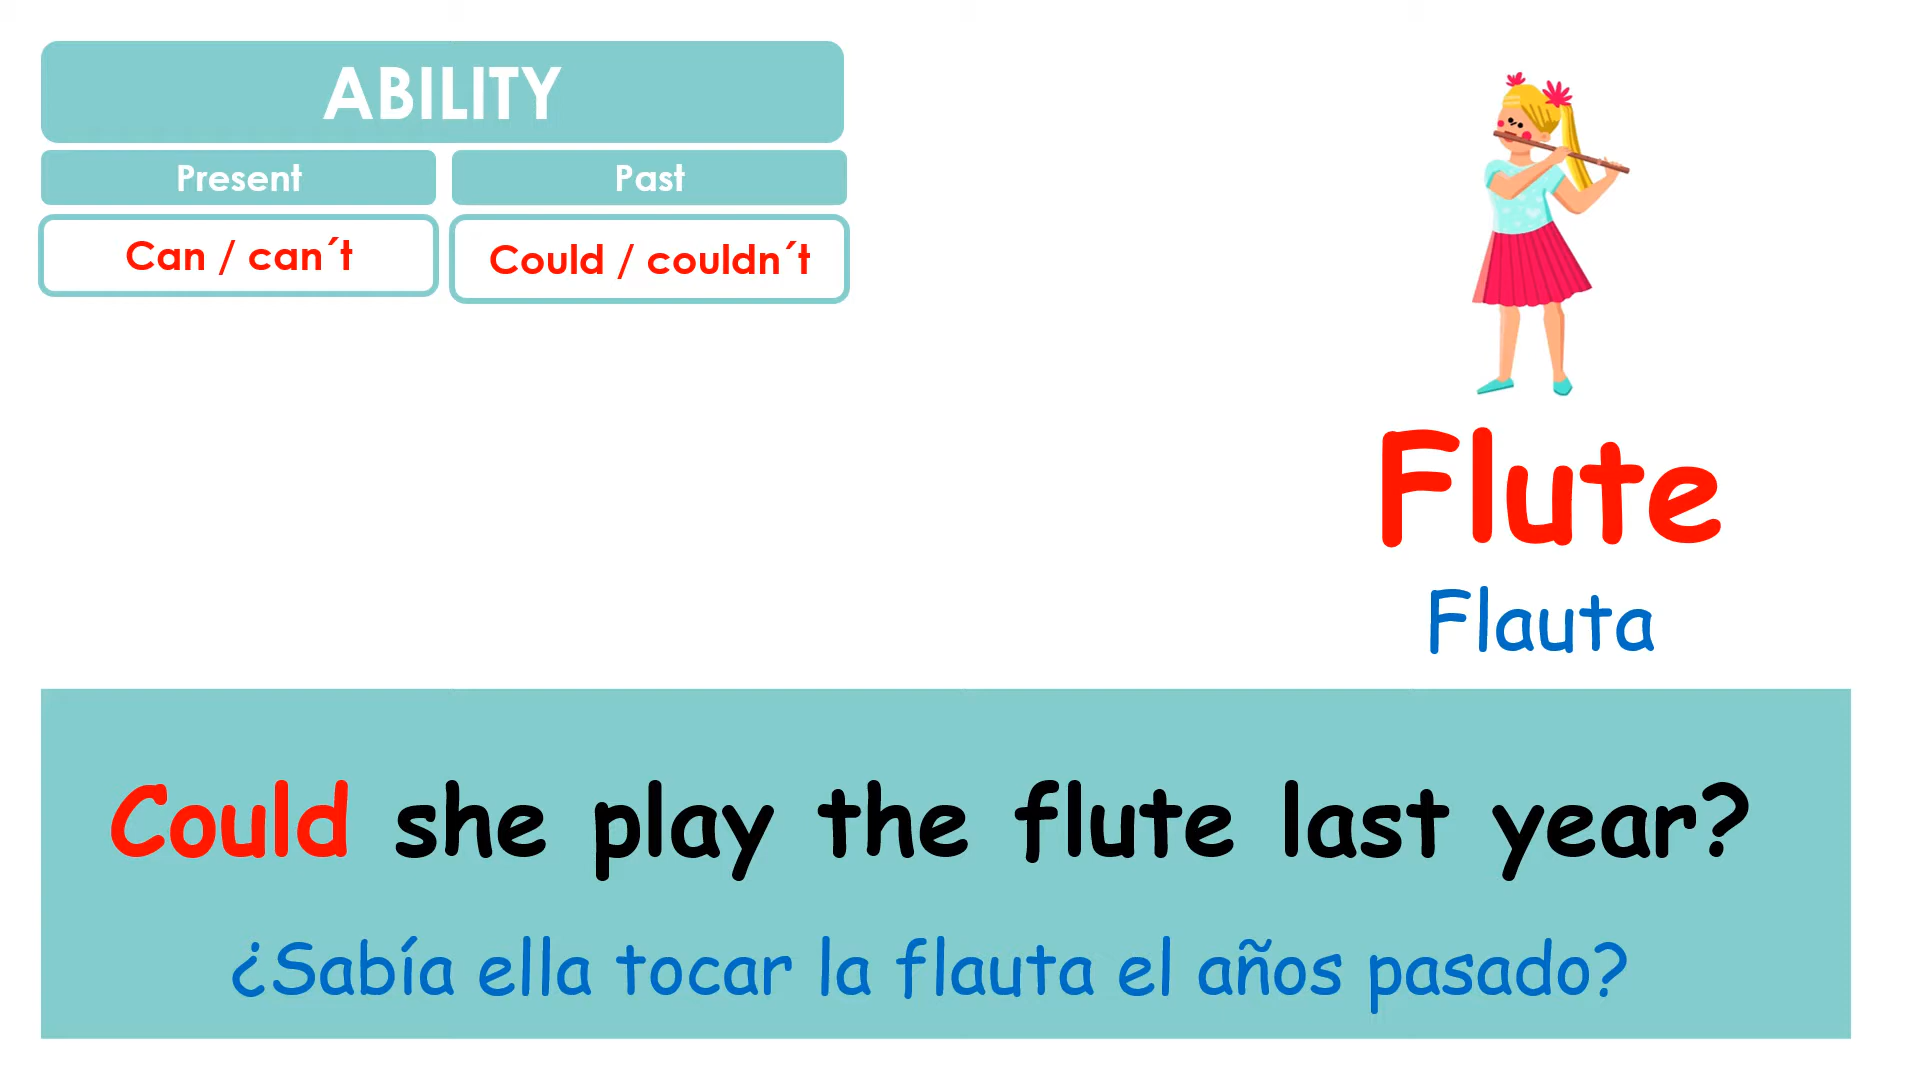 ABILITY
Present
Past
Can / can´t
Could / couldn´t
Flute
Flauta
Could she play the flute last year?
¿Sabía ella tocar la flauta el años pasado?